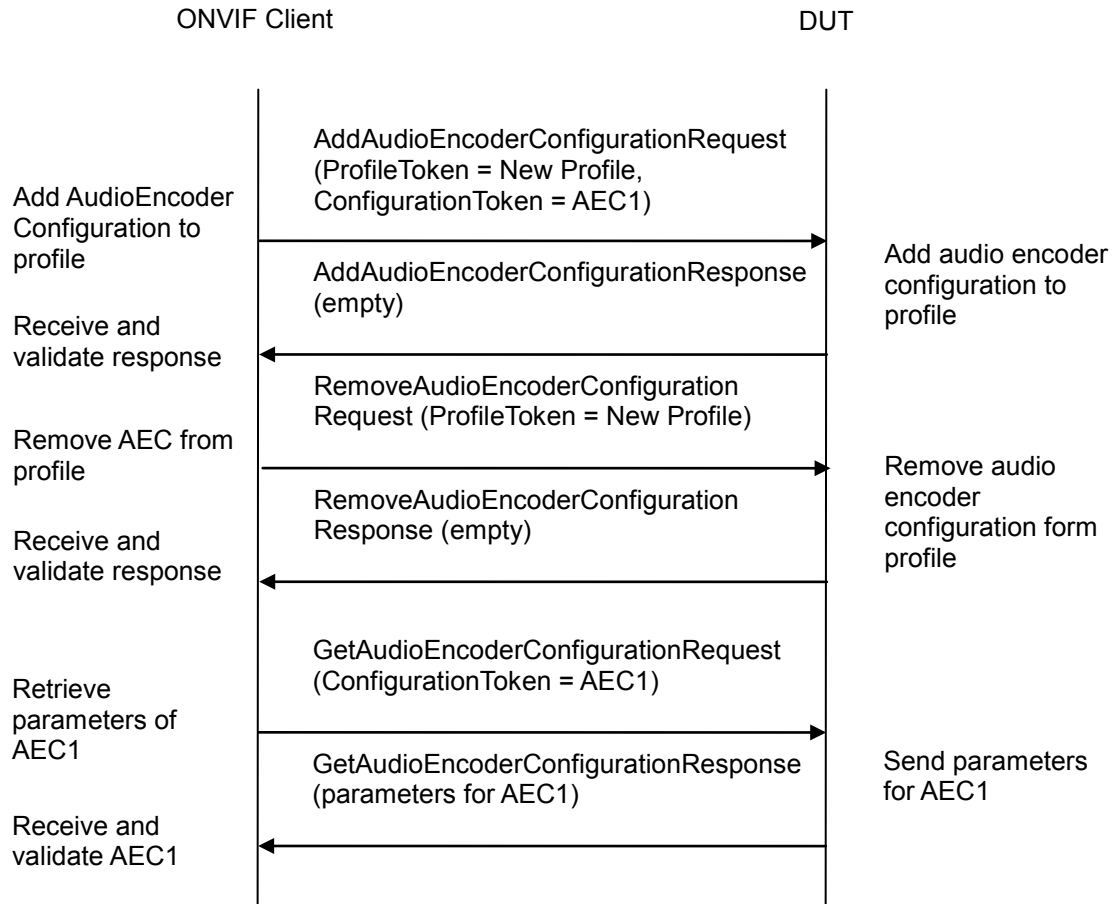 ONVIF Client
DUT
AddAudioEncoderConfigurationRequest
(ProfileToken = New Profile,
ConfigurationToken = AEC1)
Add AudioEncoder
Configuration to
profile
AddAudioEncoderConfigurationResponse
(empty)
Add audio encoder
configuration to
profile
Receive and
validate response
RemoveAudioEncoderConfiguration
Request (ProfileToken = New Profile)
Remove AEC from
profile
RemoveAudioEncoderConfiguration
Response (empty)
Remove audio
encoder
configuration form
profile
Receive and
validate response
GetAudioEncoderConfigurationRequest
(ConfigurationToken = AEC1)
Retrieve
parameters of
AEC1
GetAudioEncoderConfigurationResponse
(parameters for AEC1)
Send parameters
for AEC1
Receive and
validate AEC1